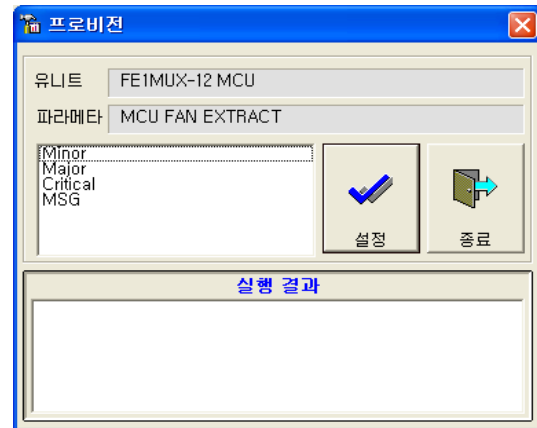 프로비전
유니트 FE1MUX-12 MCU
파라메타 MCU FAN EXTRACT
Minor
Major
Critical
MSG
설정 종료
실행 결과